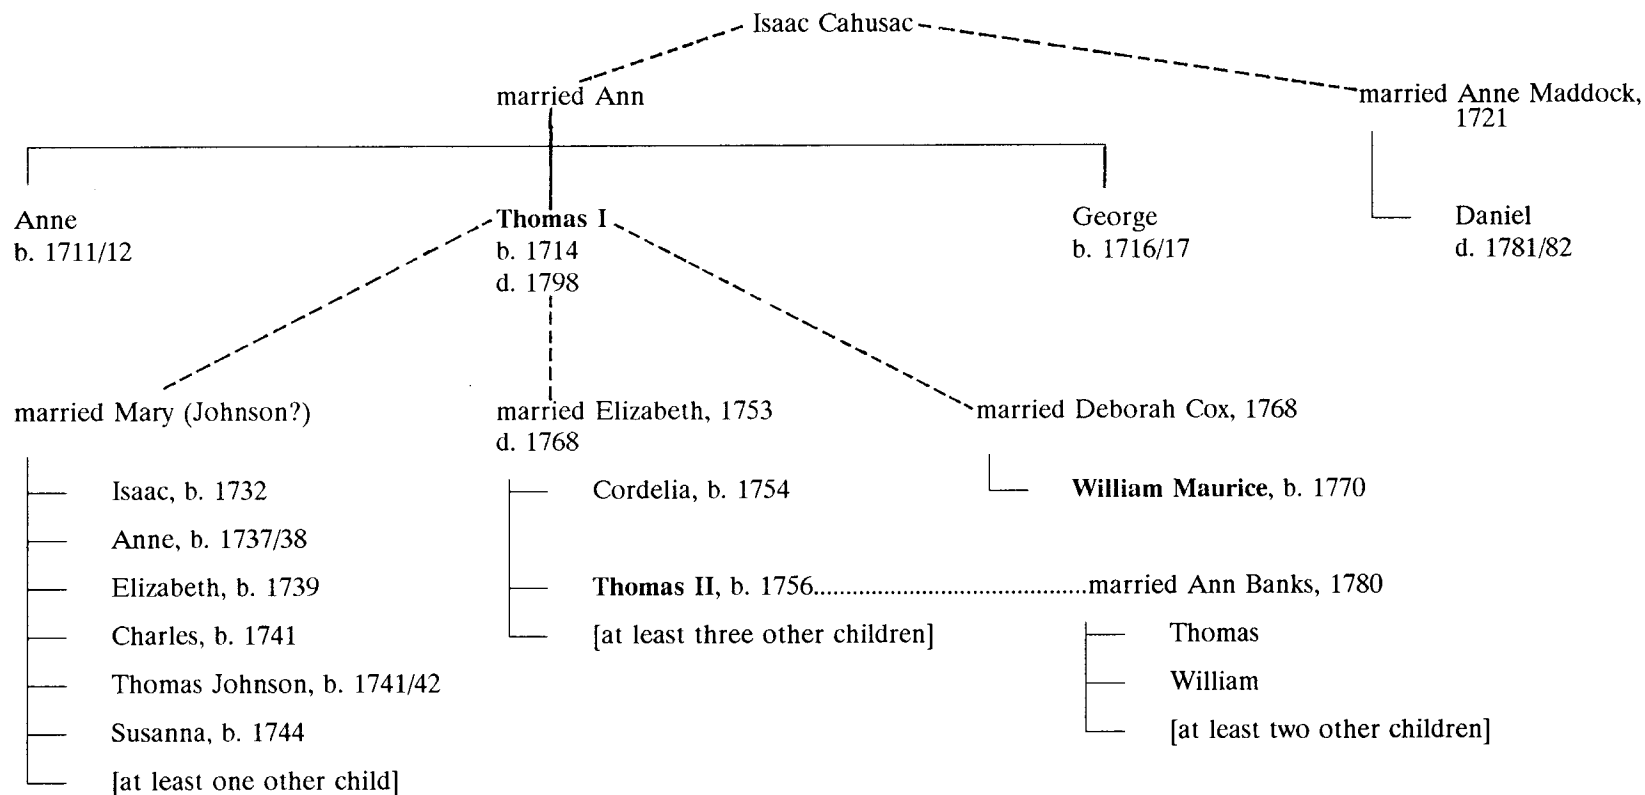 Isaac Cahusac
married Ann
married Anne Maddock,
1721
Anne
b. 1711/12
Thomas I
b. 1714
d. 1798
George
b. 1716/17
Daniel
d. 1781/82
married Mary (Johnson?)
Isaac, b. 1732
Anne, b. 1737/38
Elizabeth, b. 1739
Charles, b. 1741
Thomas Johnson, b. 1741/42
Susanna, b. 1744
[at least one other child]
married Elizabeth, 1753
d. 1768
Cordelia, b. 1754
Thomas II, b. 1756........................................married Ann Banks, 1780
[at least three other children]
Thomas
William
[at least two other children]
married Deborah Cox, 1768
William Maurice, b. 1770